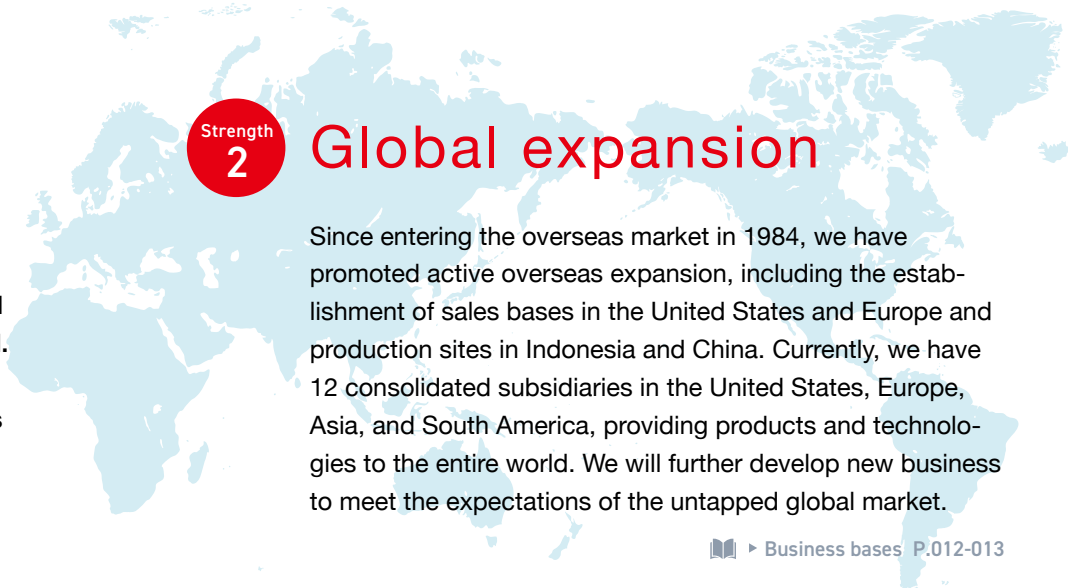 Strength
2
Global expansion
Since entering the overseas market in 1984, we have
promoted active overseas expansion, including the estab-
lishment of sales bases in the United States and Europe and
production sites in Indonesia and China. Currently, we have
12 consolidated subsidiaries in the United States, Europe,
Asia, and South America, providing products and technolo-
gies to the entire world. We will further develop new business
to meet the expectations of the untapped global market.
Business bases P.012-013